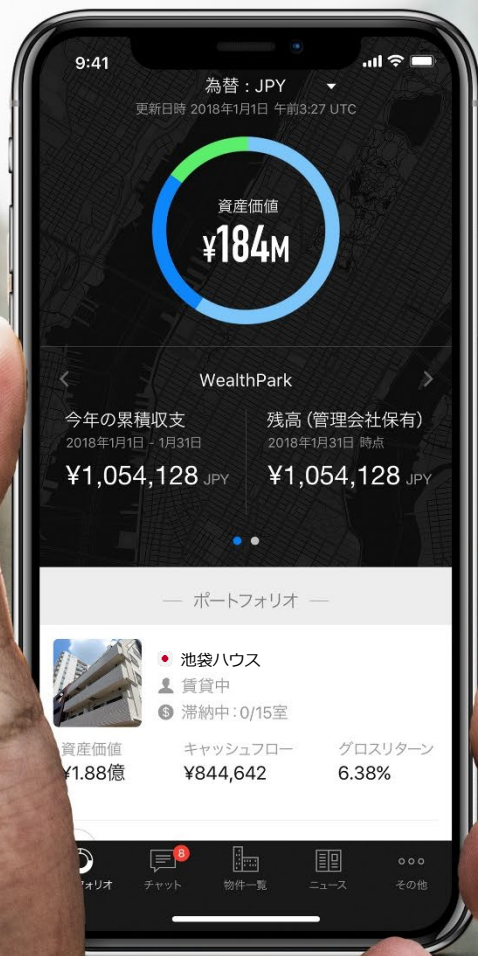 9:41
為替：JPY
更新日時 2018年1月1日 午前3:27 UTC
資産価値
¥184M
WealthPark
今年の累積収支
2018年1月1日 - 1月31日
¥1,054,128 JPY
残高 (管理会社保有)
2018年1月31日 時点
¥1,054,128 JPY
ポートフォリオ
池袋ハウス
賃貸中
滞納中：0/15室
資産価値
¥1.88億
キャッシュフロー
¥844,642
グロスリターン
6.38%
フォリオ
8
チャット
物件一覧
ニュース
その他